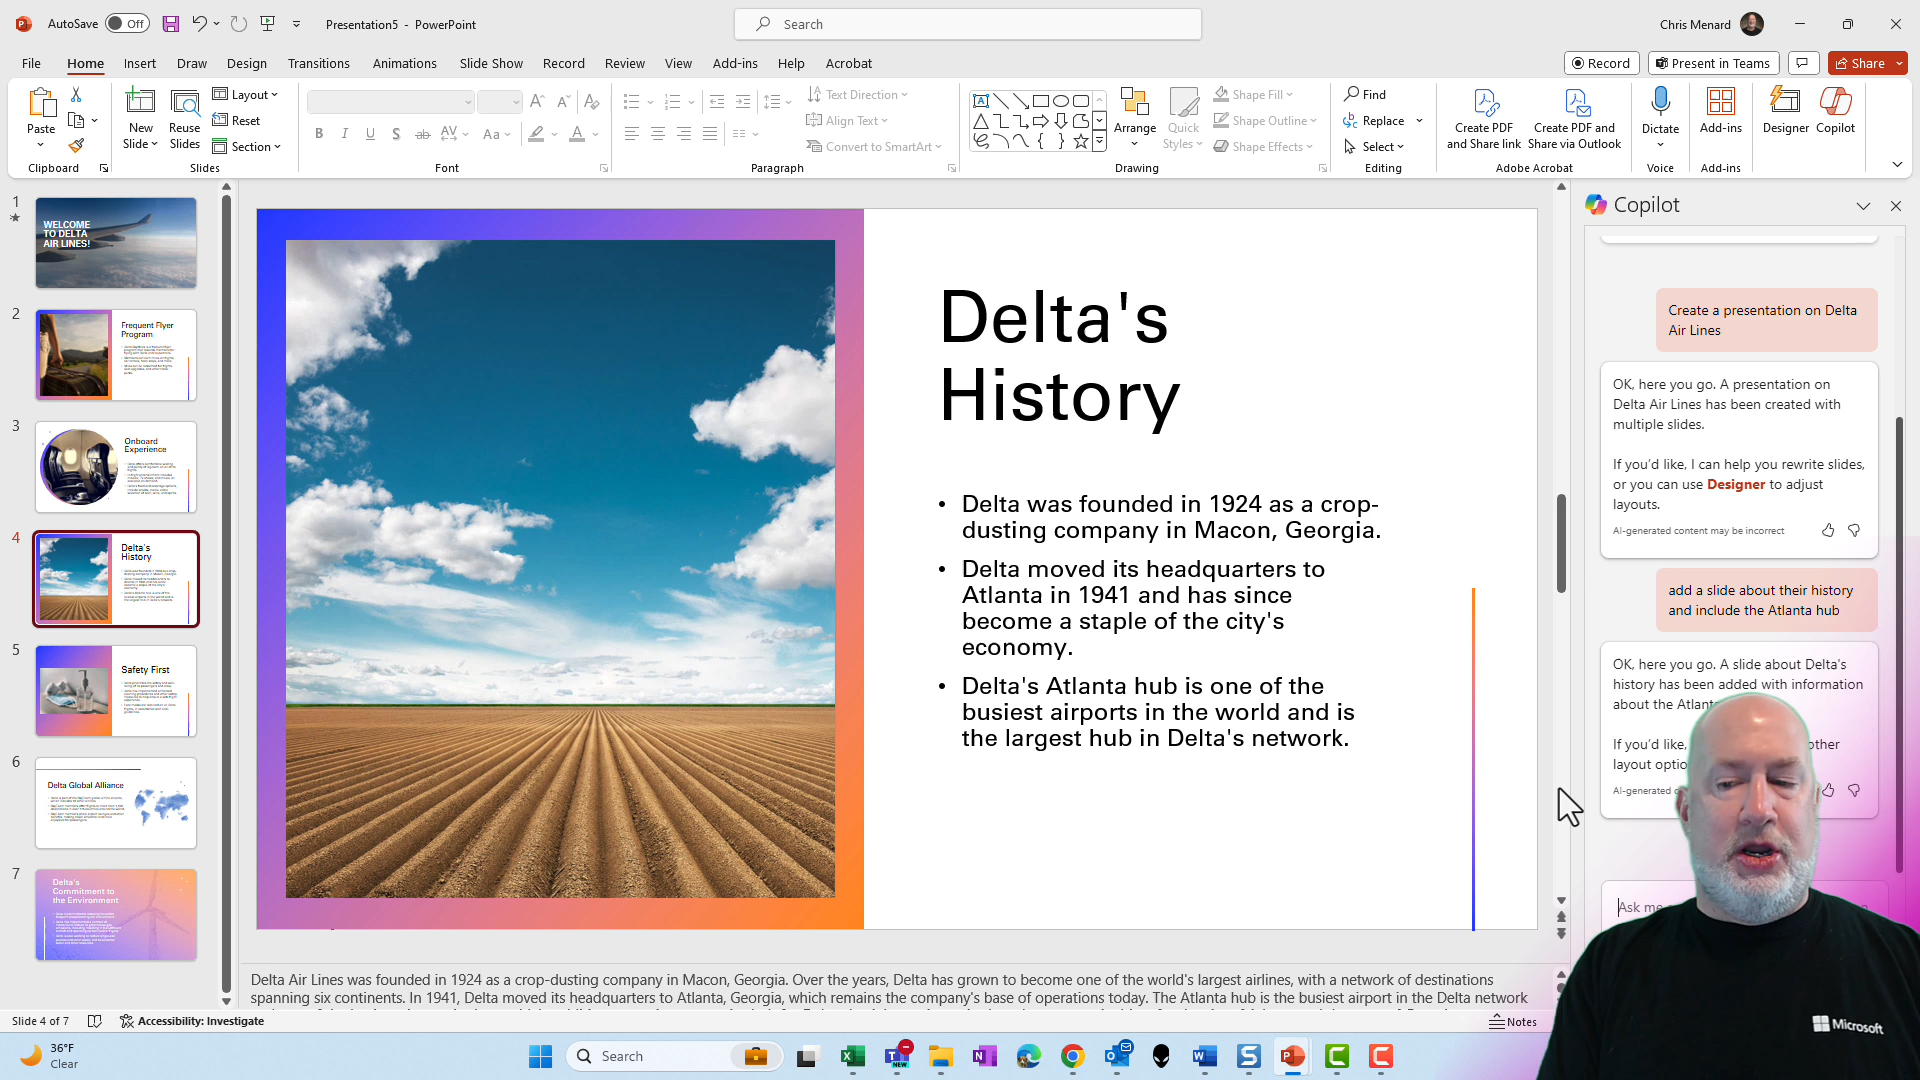 AutoSave Off Presentation5 - PowerPoint Search Chris Menard
File Home Insert Draw Design Transitions Animations Slide Show Record Review View Add-ins Help Acrobat Record Present in Teams Share
Paste
Clipboard
New Slide
Reuse Slides
Layout
Reset
Section
Slides
B I U S ab AV Aa A
Font
Text Direction
Align Text
Convert to SmartArt
Paragraph
Arrange
Quick Styles
Shape Fill
Shape Outline
Shape Effects
Drawing
Find
Replace
Select
Editing
Create PDF and Share link
Create PDF and Share via Outlook
Adobe Acrobat
Dictate
Voice
Add-ins
Add-ins
Designer
Copilot
1
WELCOME
TO DELTA
AIR LINES!
2
Frequent Flyer
Program
3
Onboard
Experience
4
Delta's
History
5
Safety First
6
Delta Global Alliance
7
Delta's
Commitment to
the Environment
Delta's
History
• Delta was founded in 1924 as a crop-
dusting company in Macon, Georgia.
• Delta moved its headquarters to
Atlanta in 1941 and has since
become a staple of the city's
economy.
• Delta's Atlanta hub is one of the
busiest airports in the world and is
the largest hub in Delta's network.
Copilot
Create a presentation on Delta
Air Lines
OK, here you go. A presentation on
Delta Air Lines has been created with
multiple slides.
If you'd like, I can help you rewrite slides,
or you can use Designer to adjust
layouts.
AI-generated content may be incorrect
add a slide about their history
and include the Atlanta hub
OK, here you go. A slide about Delta's
history has been added with information
about the Atlanta
If you'd like, other
layout
AI-generated
Ask me
Delta Air Lines was founded in 1924 as a crop-dusting company in Macon, Georgia. Over the years, Delta has grown to become one of the world's largest airlines, with a network of destinations
spanning six continents. In 1941, Delta moved its headquarters to Atlanta, Georgia, which remains the company's base of operations today. The Atlanta hub is the busiest airport in the Delta network
Slide 4 of 7 Accessibility: Investigate Notes
Microsoft
36°F
Clear
Search
NEW